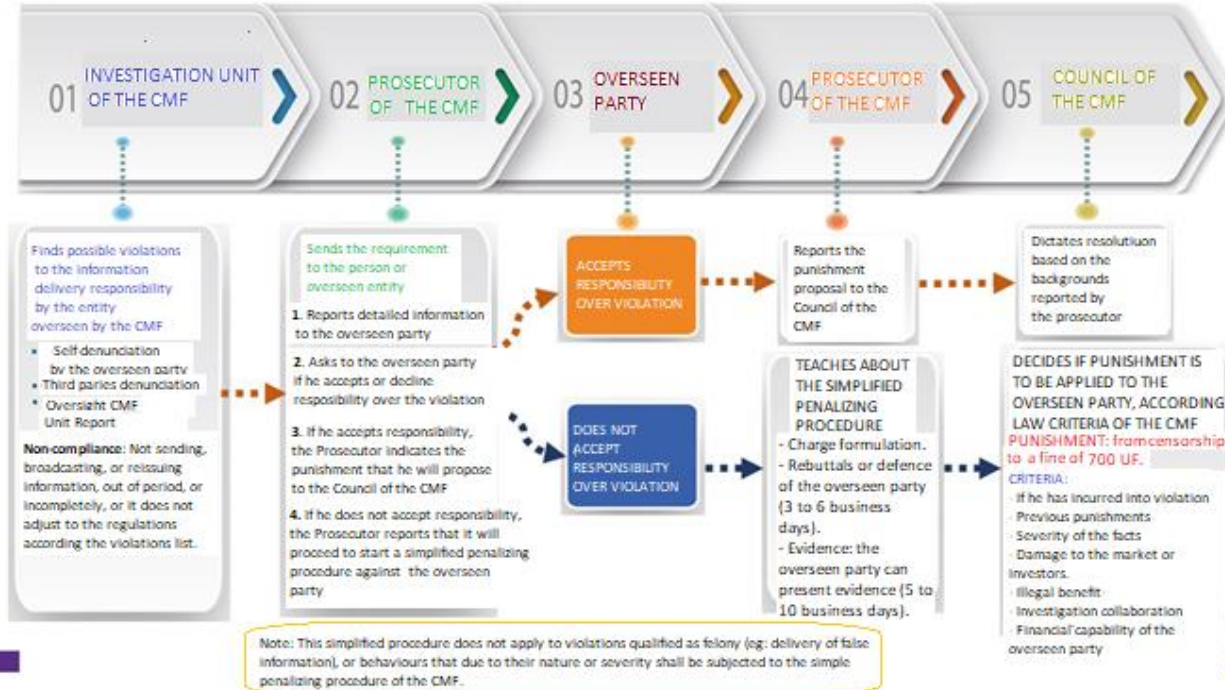 01 INVESTIGATION UNIT
OF THE CMF
02 PROSECUTOR
OF THE CMF
03 OVERSEEN
PARTY
04 PROSECUTOR
OF THE CMF
05 COUNCIL OF
THE CMF
Finds possible violations
to the information
delivery responsibility
by the entity
overseen by the CMF
• Self-denunciation
by the overseen party
• Third paries denunciation
• Oversight CMF
Unit Report
Non-compliance: Not sending,
broadcasting, or reissuing
information, out of period, or
incompletely, or it does not
adjust to the regulations
according the violations list.
Sends the requirement
to the person or
overseen entity
1. Reports detailed information
to the overseen party
2. Asks to the overseen party
if he accepts or decline
resposibility over the violation
3. If he accepts responsibility,
the Prosecutor indicates the
punishment that he will propose
to the Council of the CMF
4. If he does not accept responsibility,
the Prosecutor reports that it will
proceed to start a simplified penalizing
procedure against the overseen
party
ACCEPTS
RESPONSIBILITY
OVER VIOLATION
DOES NOT
ACCEPT
RESPONSIBILITY
OVER VIOLATION
Reports the
punishment
proposal to the
Council of the
CMF
TEACHES ABOUT
THE SIMPLIFIED
PENALIZING
PROCEDURE
- Charge formulation.
- Rebuttals or defence
of the overseen party
(3 to 6 business
days).
- Evidence: the
overseen party can
present evidence (5 to
10 business days).
Dictates resolutiuon
based on the
backgrounds
reported by
the prosecutor
DECIDES IF PUNISHMENT IS
TO BE APPLIED TO THE
OVERSEEN PARTY, ACCORDING
LAW CRITERIA OF THE CMF
PUNISHMENT: from censorship
to a fine of 700 UF.
CRITERIA:
· If he has incurred into violation
· Previous punishments
· Severity of the facts
· Damage to the market or
investors.
· Illegal benefit
· Investigation collaboration
· Financial capability of the
overseen party
Note: This simplified procedure does not apply to violations qualified as felony (eg: delivery of false
information), or behaviours that due to their nature or severity shall be subjected to the simple
penalizing procedure of the CMF.